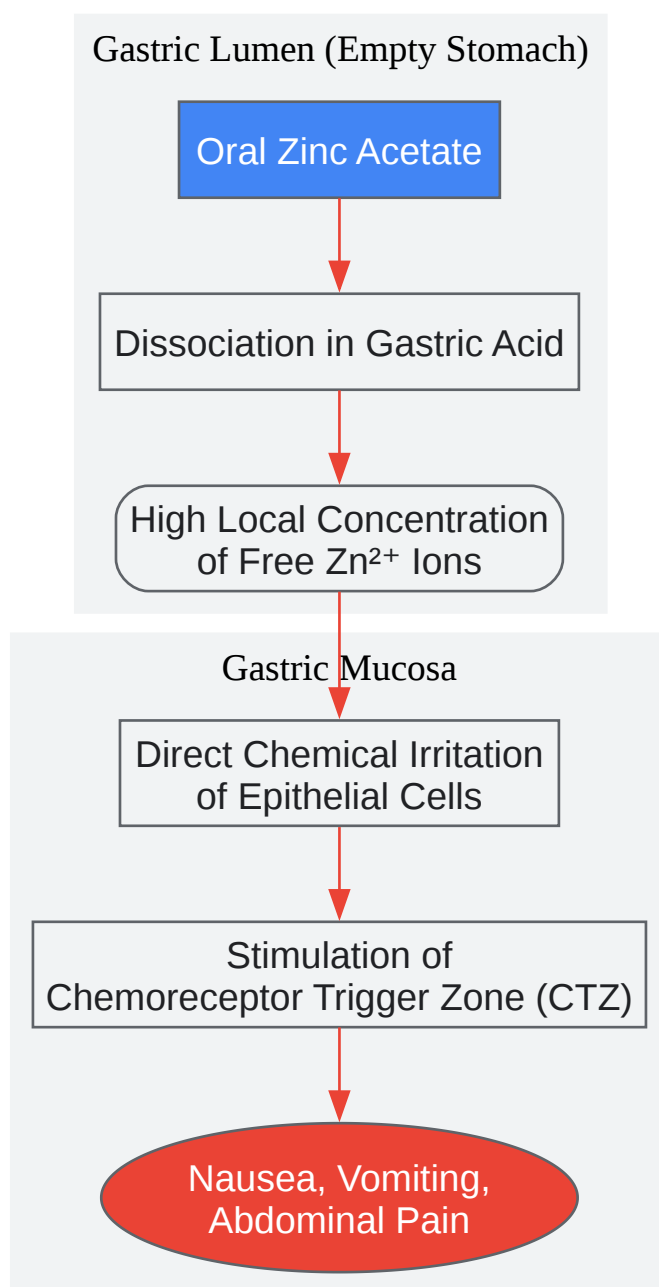 Gastric Lumen (Empty Stomach)
Oral Zinc Acetate
Dissociation in Gastric Acid
High Local Concentration
of Free Zn²⁺ Ions
Gastric Mucosa
Direct Chemical Irritation
of Epithelial Cells
Stimulation of
Chemoreceptor Trigger Zone (CTZ)
Nausea, Vomiting,
Abdominal Pain